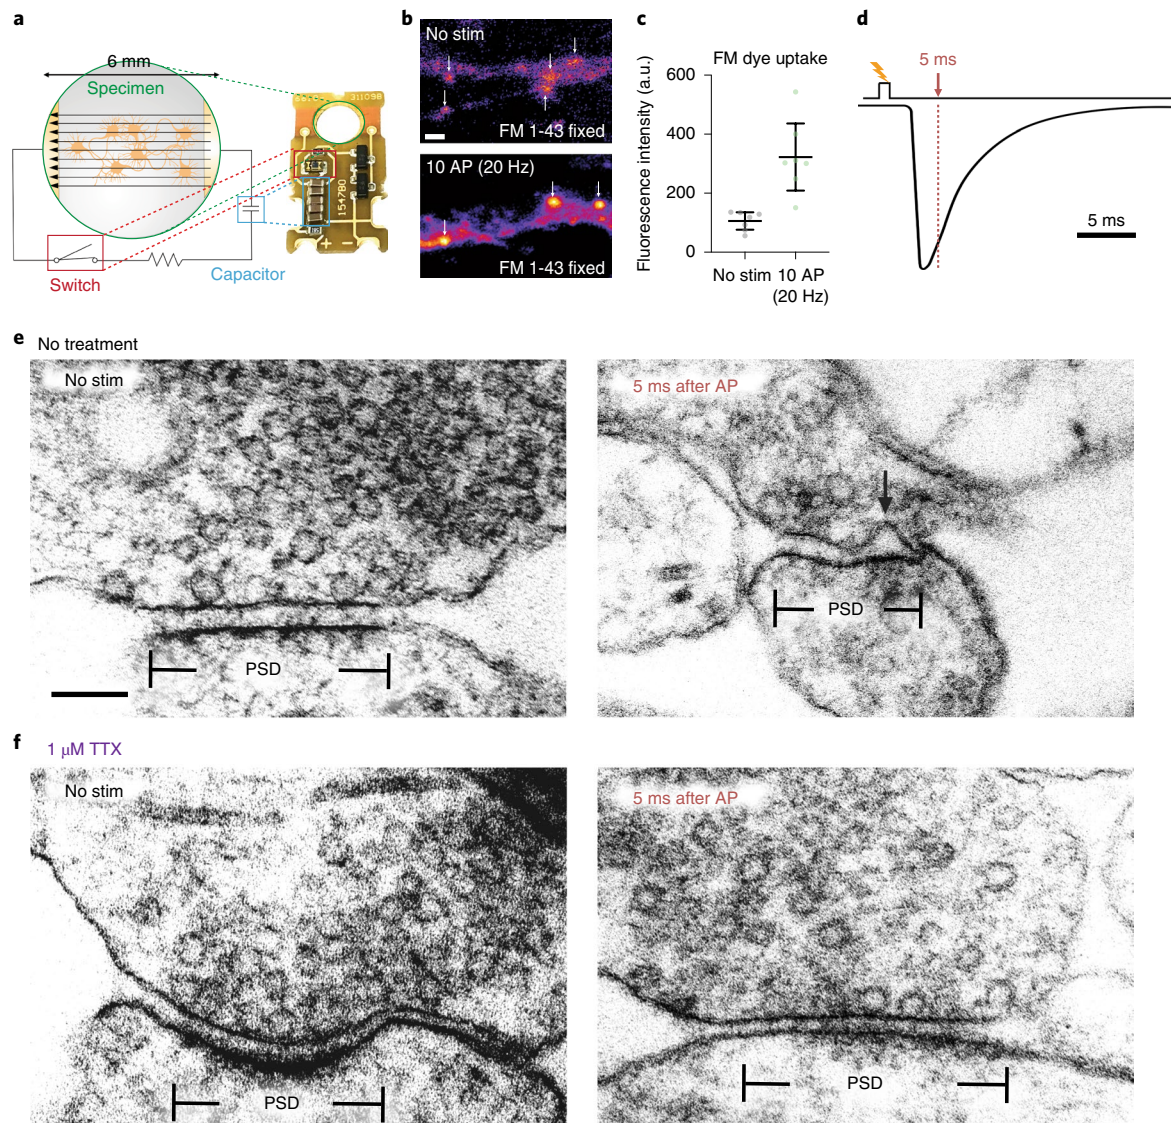 a
6 mm
Specimen
311098
154780
+ −
Capacitor
Switch
b
No stim
FM 1-43 fixed
10 AP (20 Hz)
FM 1-43 fixed
c
FM dye uptake
Fluorescence intensity (a.u.)
600
400
200
0
No stim
10 AP
(20 Hz)
d
5 ms
5 ms
e
No treatment
No stim
PSD
5 ms after AP
PSD
f
1 μM TTX
No stim
PSD
5 ms after AP
PSD